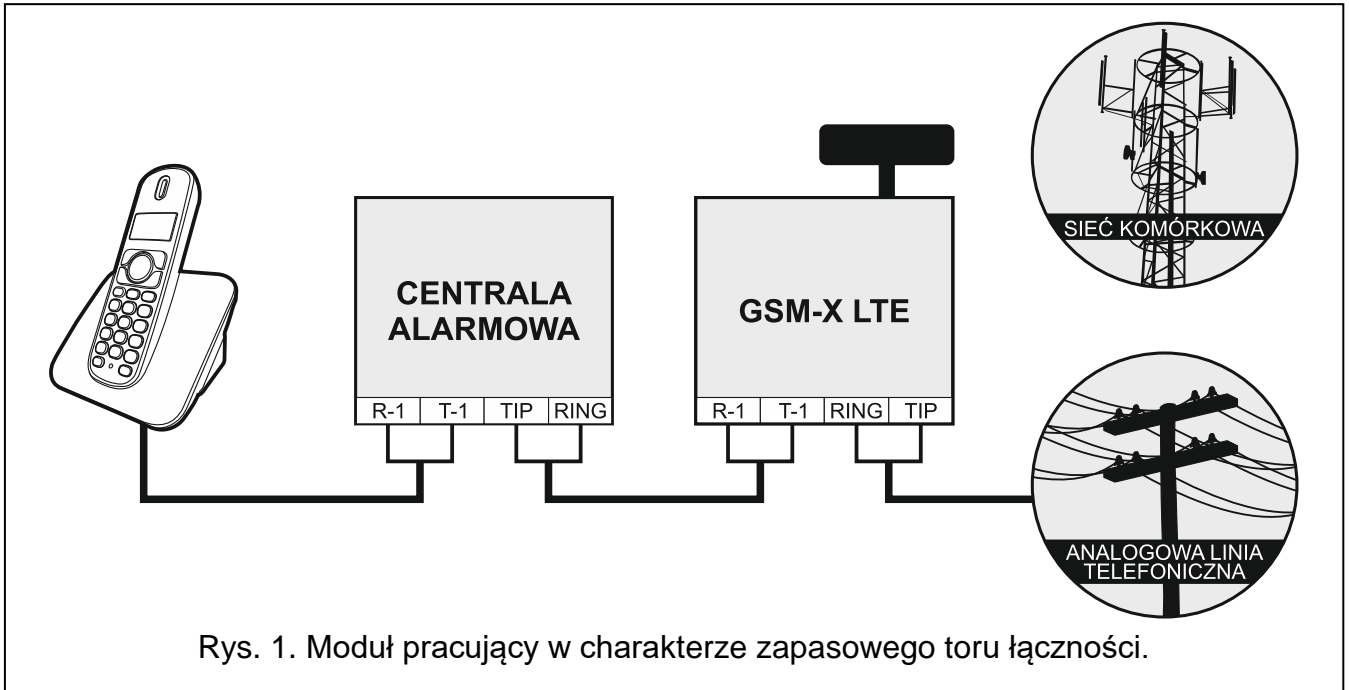 SIEĆ KOMÓRKOWA
CENTRALA
ALARMOWA
GSM-X LTE
R-1 T-1 TIP RING
R-1 T-1 RING TIP
ANALOGOWA LINIA
TELEFONICZNA
Rys. 1. Moduł pracujący w charakterze zapasowego toru łączności.